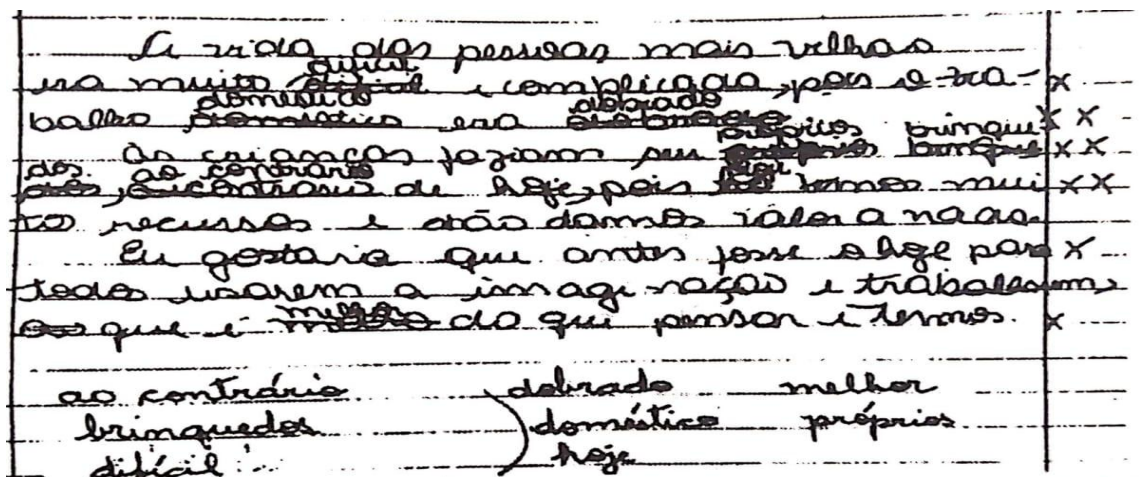 A vida das pessoas mais velhas
difícil
era muito e complicada, pois o tra-
doméstico dobrado
balho era
próprios brinque
As crianças faziam seu
dos. ao contrário hoje
de hoje, pois temos mui
to recursos e não damos valor a nada.
Eu gostaria que antes fosse o hoje para
todos usarem a imaginação e trabalharem,
melhor
que é do que pensar e termos.
ao contrário dobrado melhor
brinquedos doméstico próprios
difícil hoje